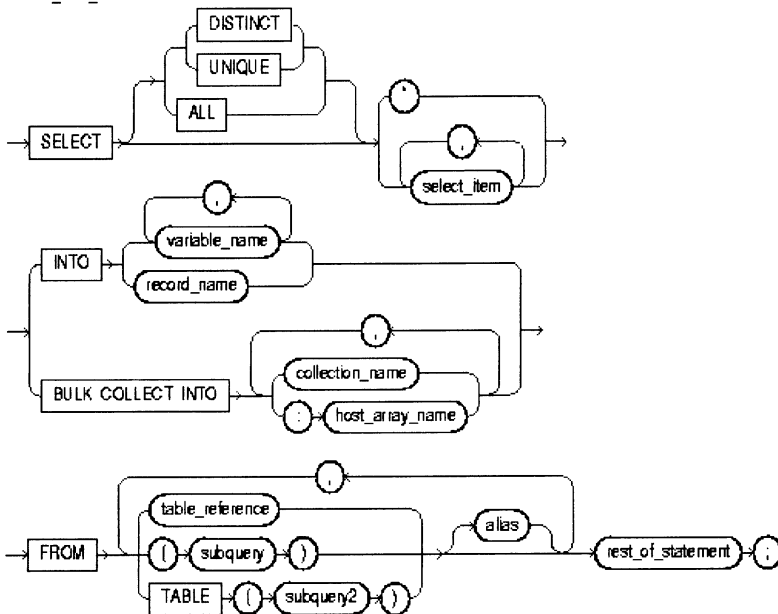 DISTINCT
UNIQUE
ALL
*
SELECT
,
select_item
,
variable_name
INTO
record_name
,
collection_name
BULK COLLECT INTO
: host_array_name
,
table_reference
alias
FROM ( subquery ) rest_of_statement ;
TABLE ( subquery2 )